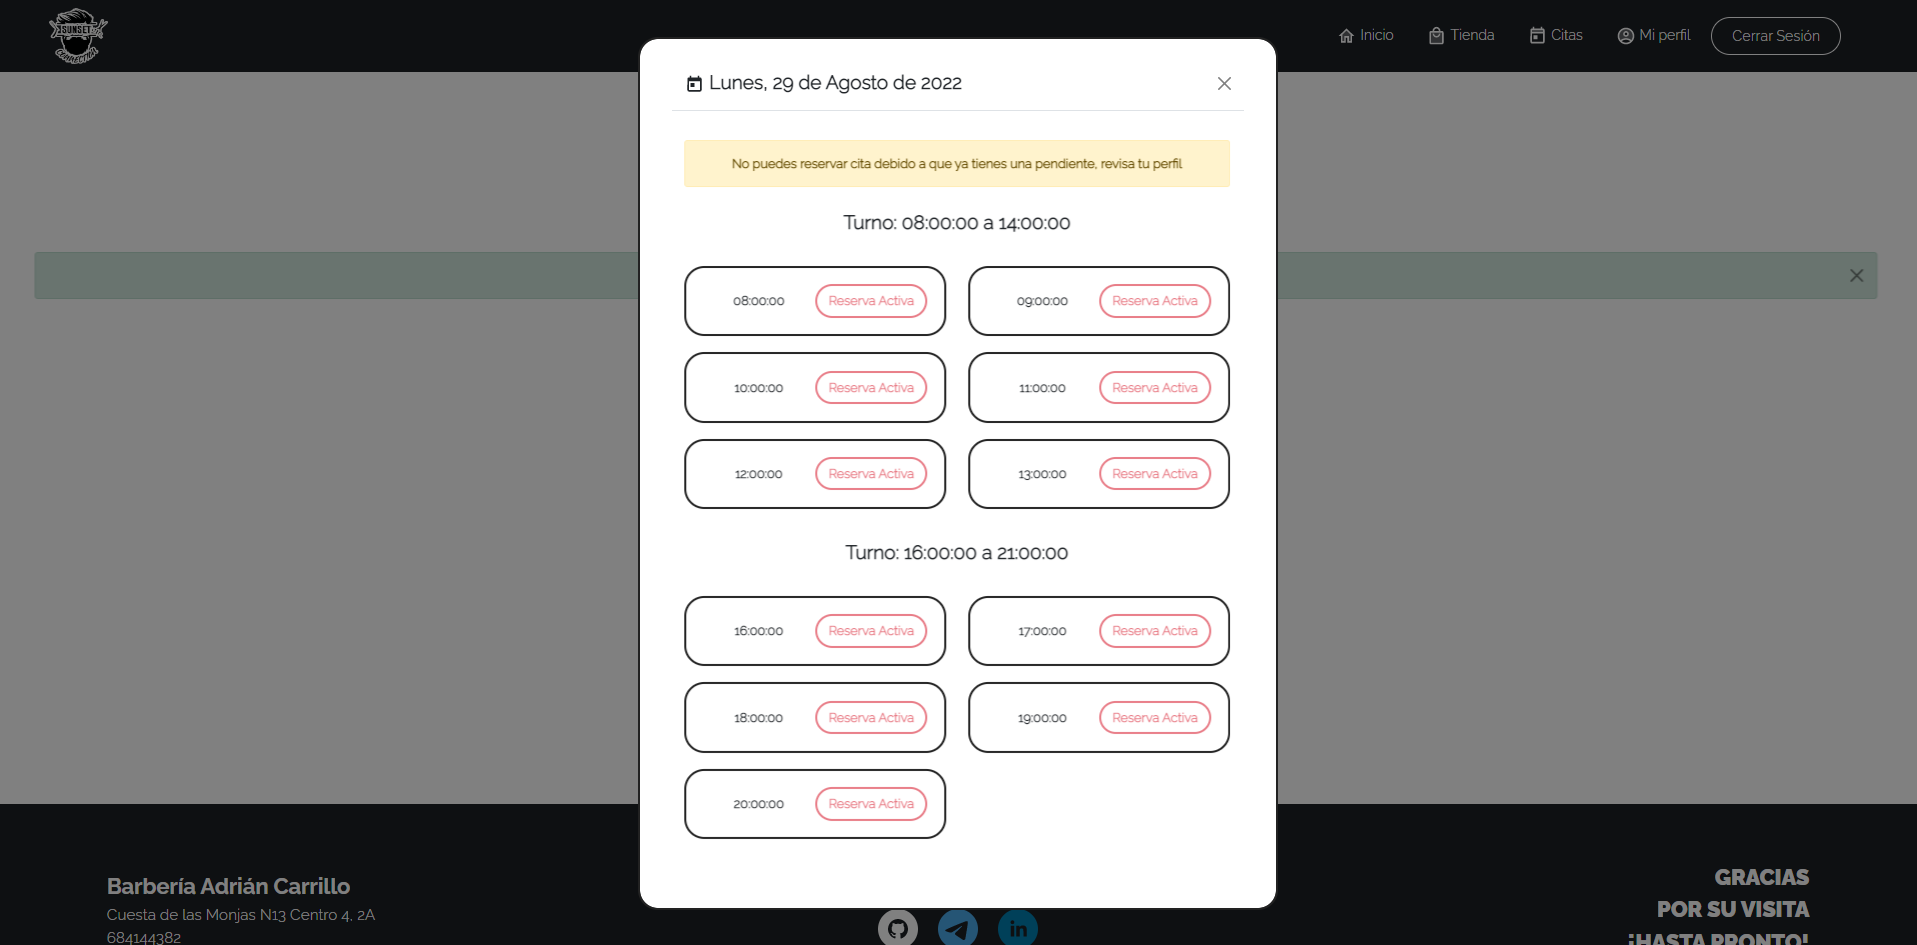 SUNSET
CONNECTION
Inicio
Tienda
Citas
Mi perfil
Cerrar Sesión
Lunes, 29 de Agosto de 2022
No puedes reservar cita debido a que ya tienes una pendiente, revisa tu perfil
Turno: 08:00:00 a 14:00:00
08:00:00 Reserva Activa
09:00:00 Reserva Activa
10:00:00 Reserva Activa
11:00:00 Reserva Activa
12:00:00 Reserva Activa
13:00:00 Reserva Activa
Turno: 16:00:00 a 21:00:00
16:00:00 Reserva Activa
17:00:00 Reserva Activa
18:00:00 Reserva Activa
19:00:00 Reserva Activa
20:00:00 Reserva Activa
Barbería Adrián Carrillo
Cuesta de las Monjas N13 Centro 4, 2A
684144382
in
GRACIAS
POR SU VISITA
¡HASTA PRONTO!